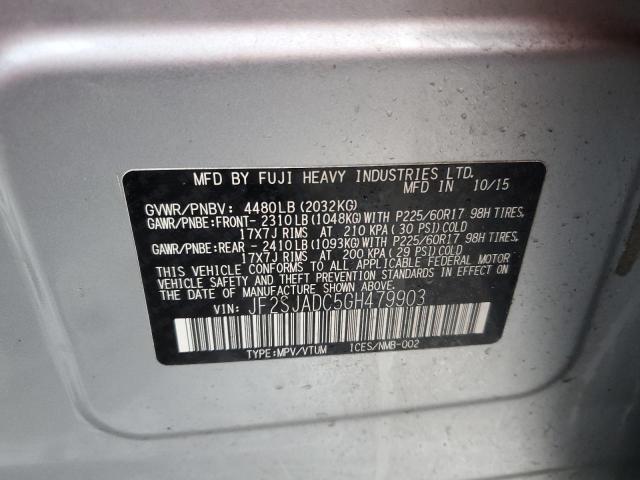 MFD BY FUJI HEAVY INDUSTRIES LTD.
MFD IN 10/15
GVWR/PNBV: 4480LB(2032KG)
GAWR/PNBE:FRONT-2310LB(1048KG)WITH P225/60R17 98H TIRES,
17X7J RIMS AT 210 KPA (30 PSI)COLD
GAWR/PNBE:REAR -2410LB(1093KG)WITH P225/60R17 98H TIRES,
17X7J RIMS AT 200 KPA (29 PSI)COLD
THIS VEHICLE CONFORMS TO ALL APPLICABLE FEDERAL MOTOR
VEHICLE SAFETY AND THEFT PREVENTION STANDARDS IN EFFECT
ON THE DATE OF MANUFACTURE SHOWN ABOVE.
VIN: JF2SJADC5GH479903
TYPE:MPV/VTUM ICES/NMB-002